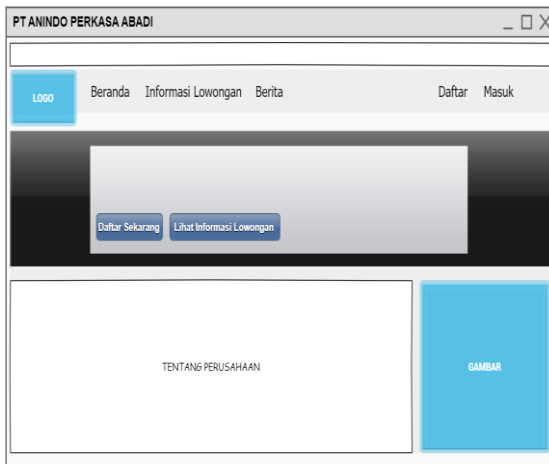 PT ANINDO PERKASA ABADI
LOGO Beranda Informasi Lowongan Berita Daftar Masuk
Daftar Sekarang Lihat Informasi Lowongan
TENTANG PERUSAHAAN GAMBAR